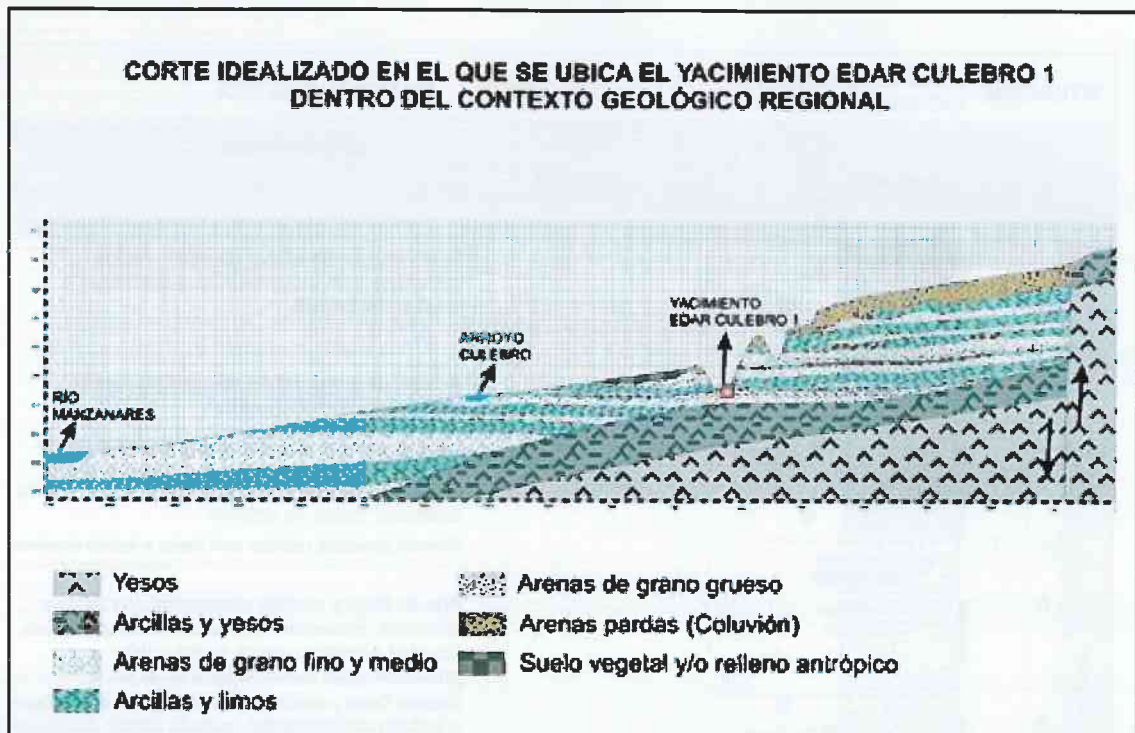 CORTE IDEALIZADO EN EL QUE SE UBICA EL YACIMIENTO EDAR CULEBRO 1
DENTRO DEL CONTEXTO GEOLÓGICO REGIONAL
YACIMIENTO
EDAR CULEBRO 1
ARROYO
CULEBRO
RÍO
MANZANARES
Yesos
Arcillas y yesos
Arenas de grano fino y medio
Arcillas y limos
Arenas de grano grueso
Arenas pardas (Coluvión)
Suelo vegetal y/o relleno antrópico